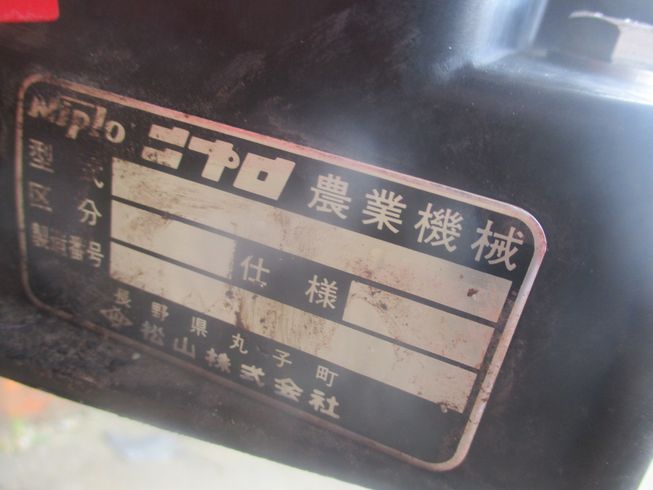 Niplo ニプロ 農業機械
型式
区分 仕様
製造番号
長野県丸子町
松山株式会社